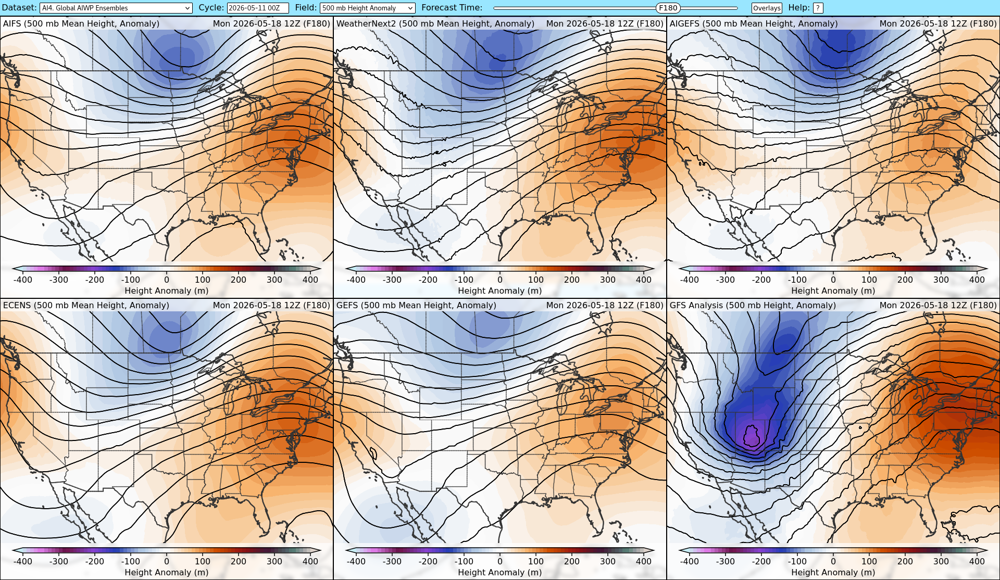 Dataset: AI4. Global AIWP Ensembles Cycle: 2026-05-11 00Z Field: 500 mb Height Anomaly Forecast Time: F180 Overlays Help: ?
AIFS (500 mb Mean Height, Anomaly) Mon 2026-05-18 12Z (F180)
WeatherNext2 (500 mb Mean Height, Anomaly) Mon 2026-05-18 12Z (F180)
AIGEFS (500 mb Mean Height, Anomaly) Mon 2026-05-18 12Z (F180)
-400 -300 -200 -100 0 100 200 300 400
Height Anomaly (m)
-400 -300 -200 -100 0 100 200 300 400
Height Anomaly (m)
-400 -300 -200 -100 0 100 200 300 400
Height Anomaly (m)
ECENS (500 mb Mean Height, Anomaly) Mon 2026-05-18 12Z (F180)
GEFS (500 mb Mean Height, Anomaly) Mon 2026-05-18 12Z (F180)
GFS Analysis (500 mb Height, Anomaly) Mon 2026-05-18 12Z (F180)
-400 -300 -200 -100 0 100 200 300 400
Height Anomaly (m)
-400 -300 -200 -100 0 100 200 300 400
Height Anomaly (m)
-400 -300 -200 -100 0 100 200 300 400
Height Anomaly (m)